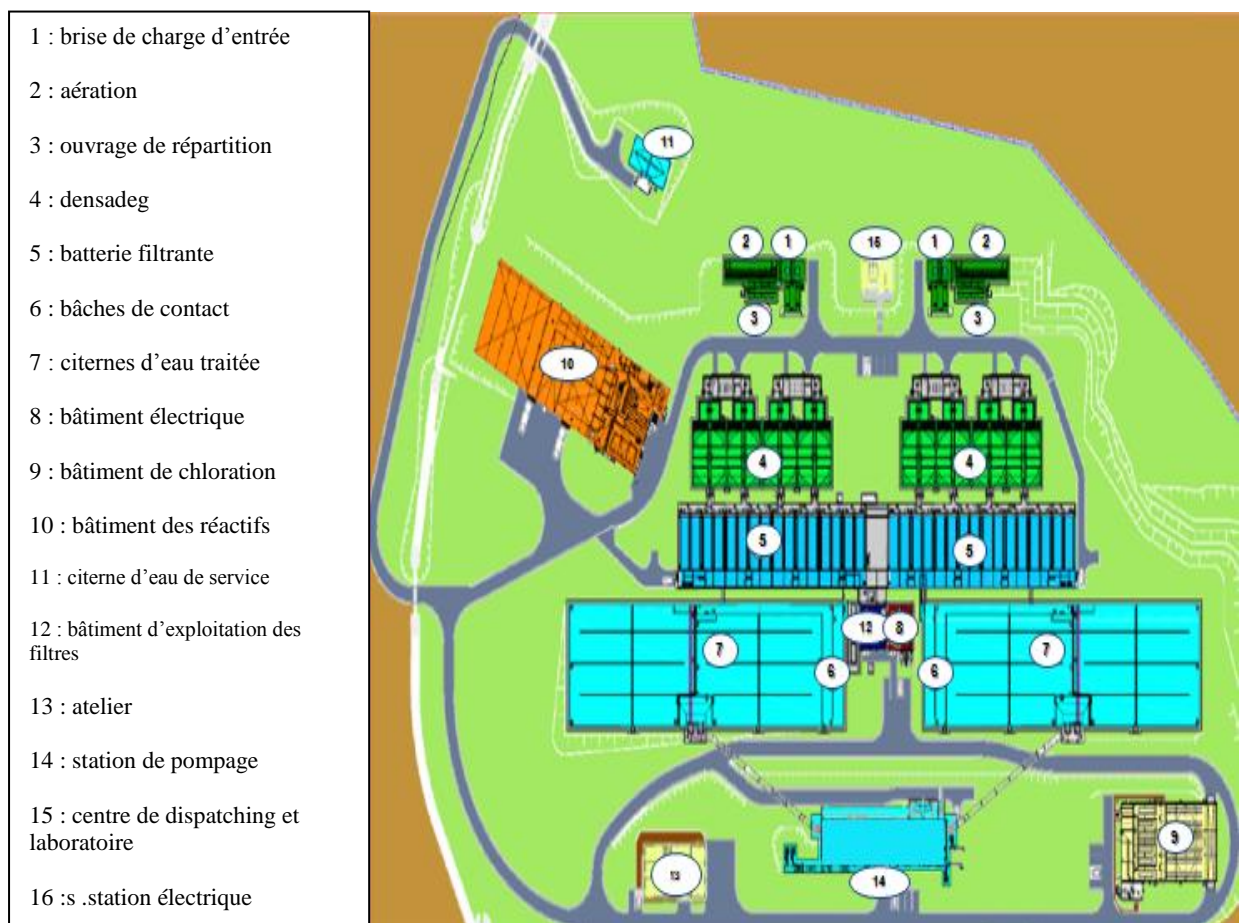 1 : brise de charge d’entrée
2 : aération
3 : ouvrage de répartition
4 : densadeg
5 : batterie filtrante
6 : bâches de contact
7 : citernes d’eau traitée
8 : bâtiment électrique
9 : bâtiment de chloration
10 : bâtiment des réactifs
11 : citerne d’eau de service
12 : bâtiment d’exploitation des
filtres
13 : atelier
14 : station de pompage
15 : centre de dispatching et
laboratoire
16 :s .station électrique
11
2
1
1
2
3
3
10
4
4
5
5
8
7
7
6
6
9
14